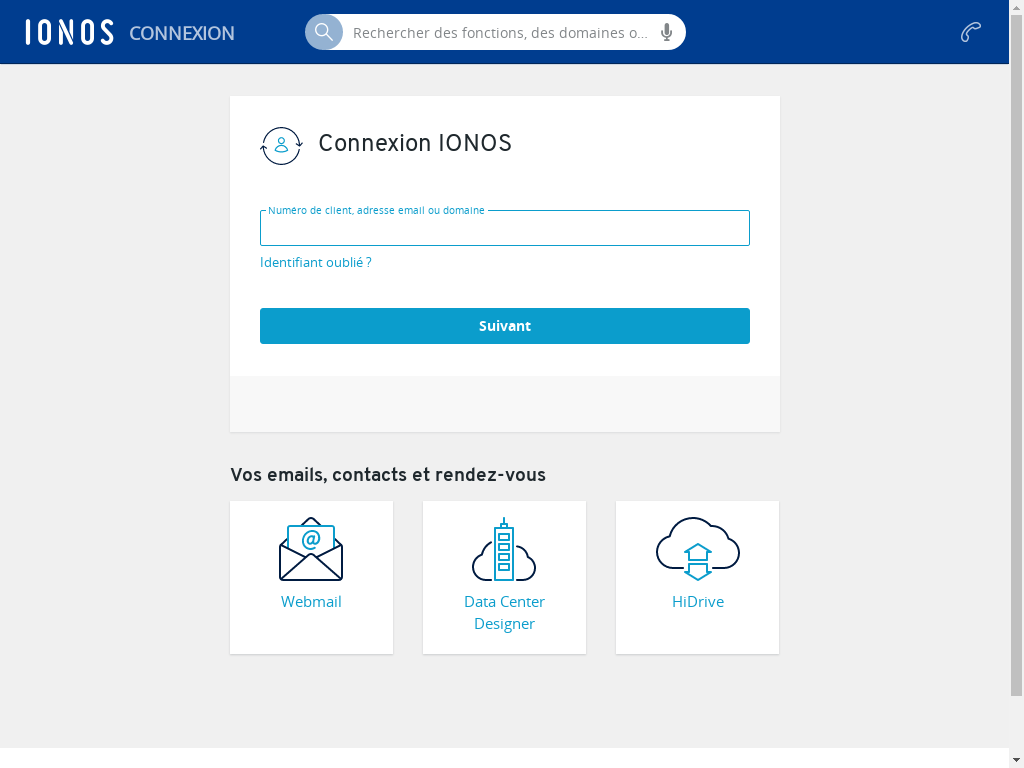 IONOS CONNEXION
Rechercher des fonctions, des domaines o...
Connexion IONOS
Numéro de client, adresse email ou domaine
Identifiant oublié ?
Suivant
Vos emails, contacts et rendez-vous
@
Webmail
Data Center
Designer
HiDrive